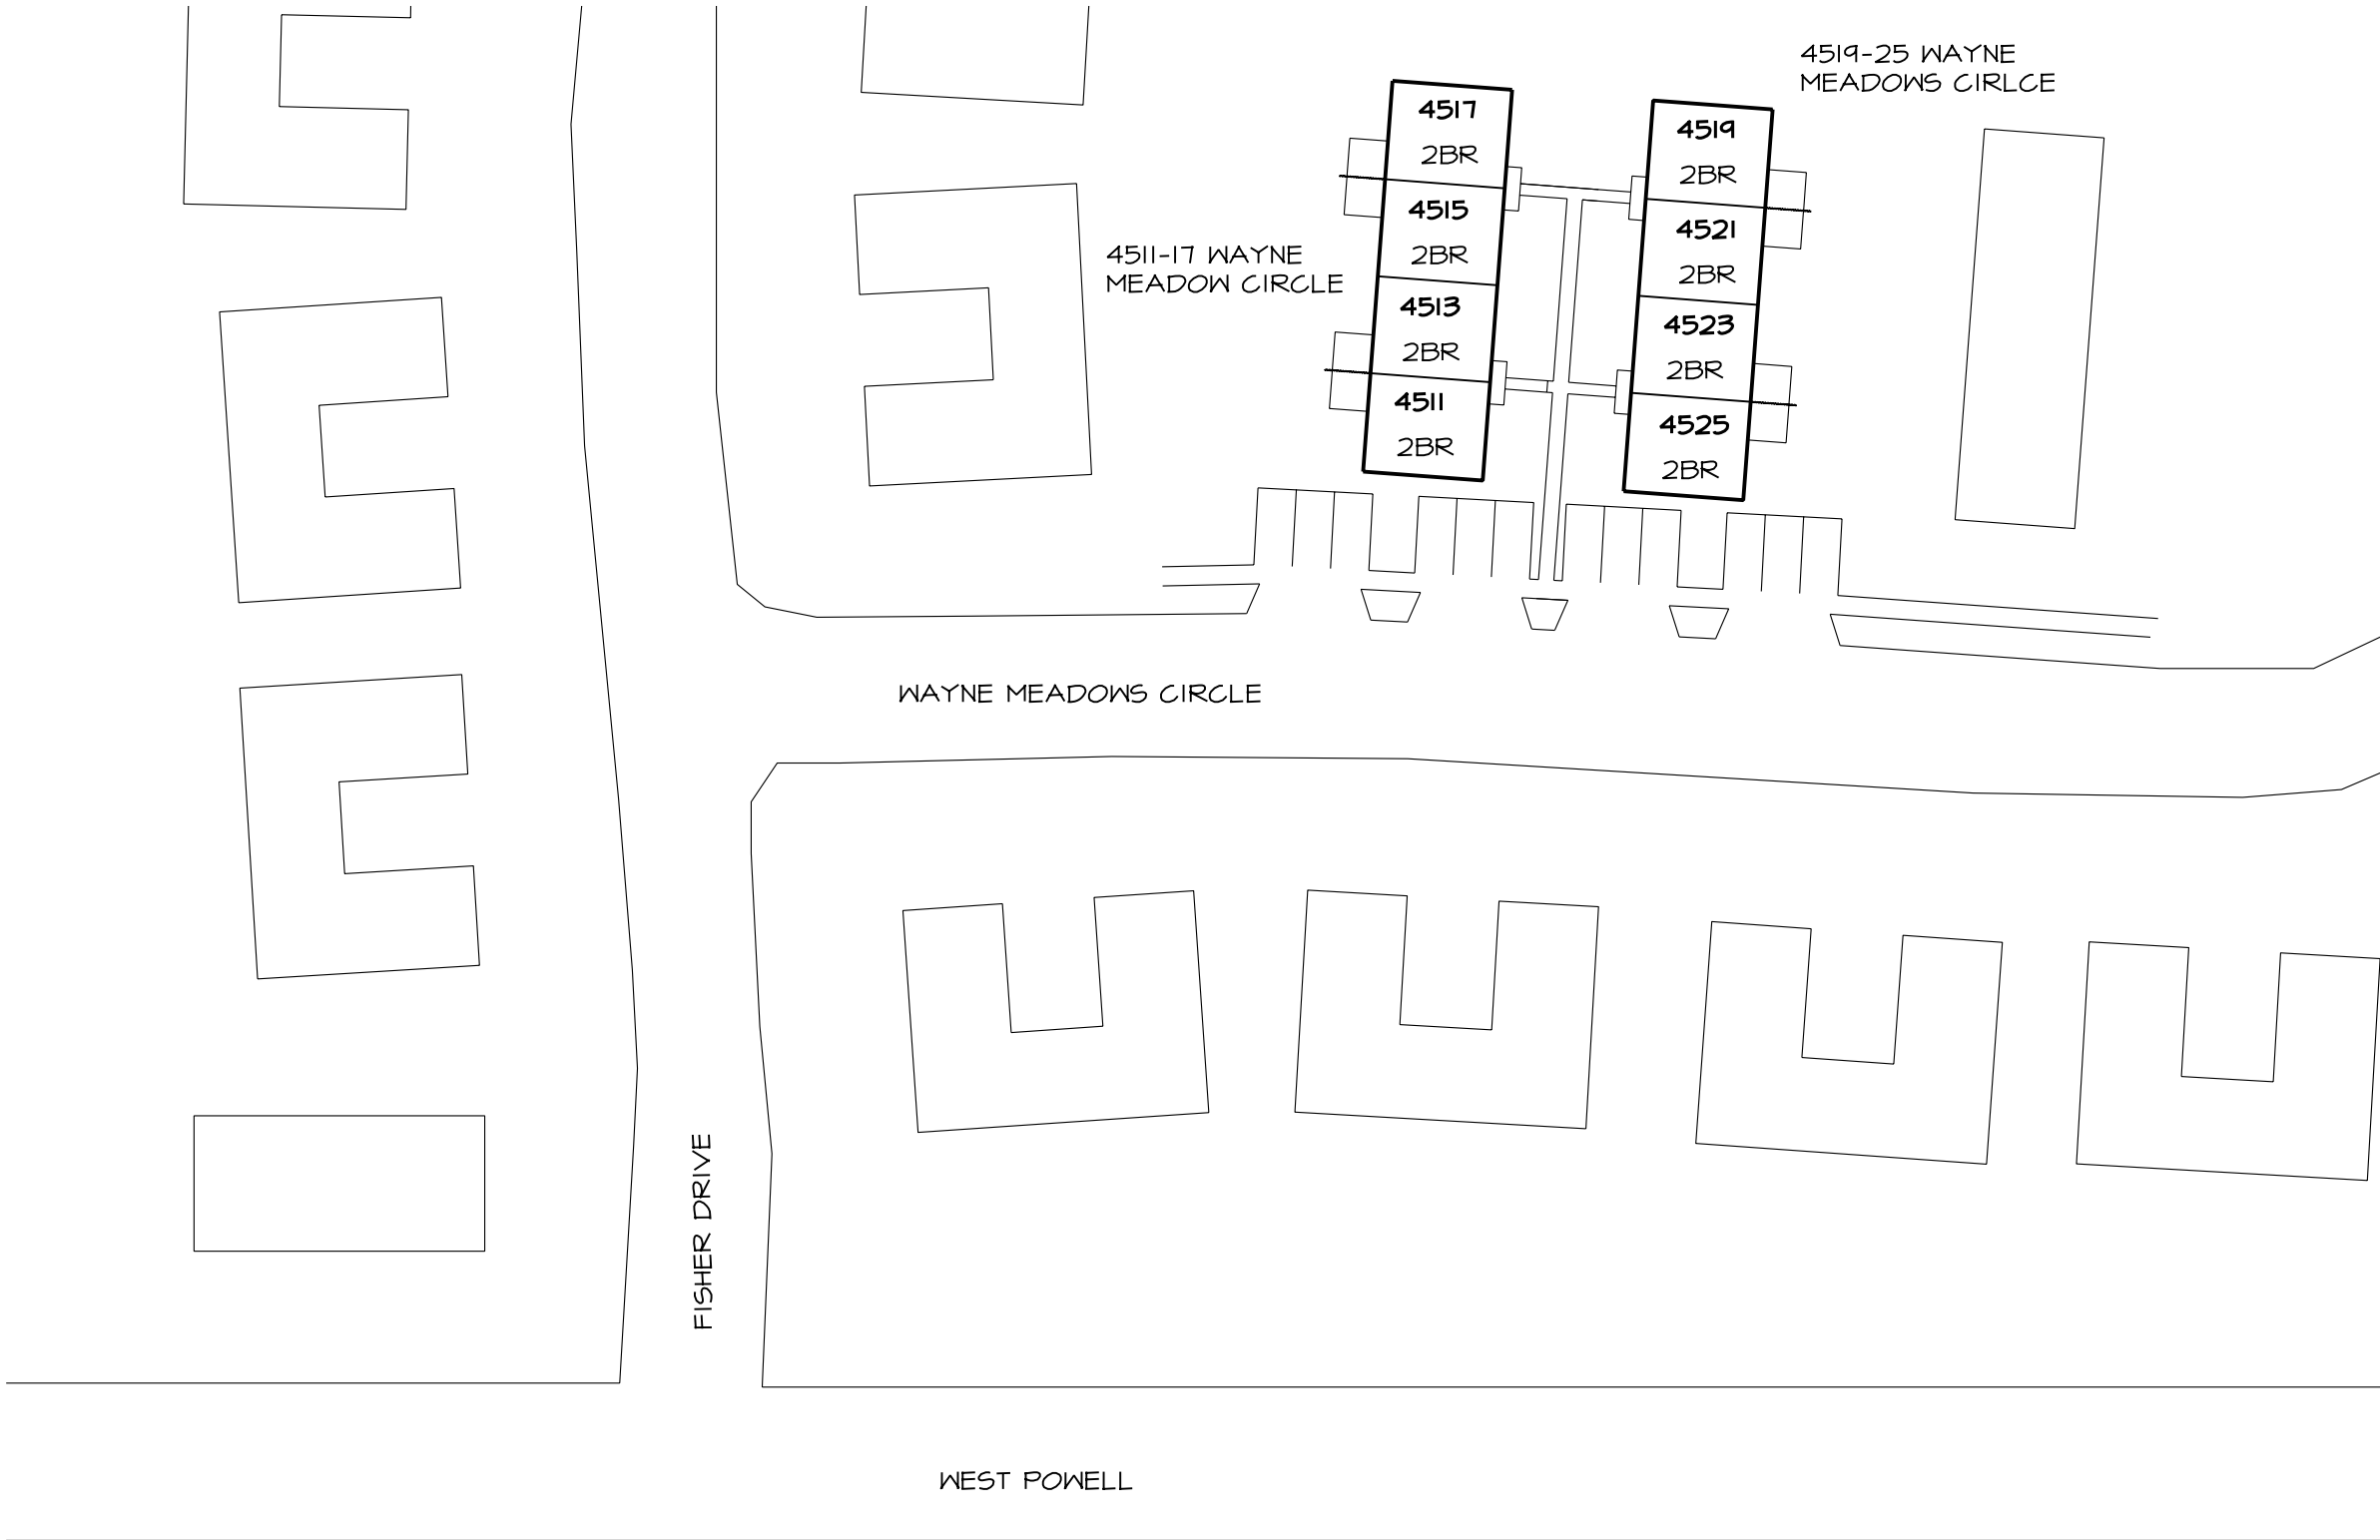 4519-25 WAYNE
MEADOWS CIRLCE
4517
2BR
4515
2BR
4513
2BR
4511
2BR
4519
2BR
4521
2BR
4523
2BR
4525
2BR
4511-17 WAYNE
MEADOW CIRCLE
WAYNE MEADOWS CIRCLE
FISHER DRIVE
WEST POWELL